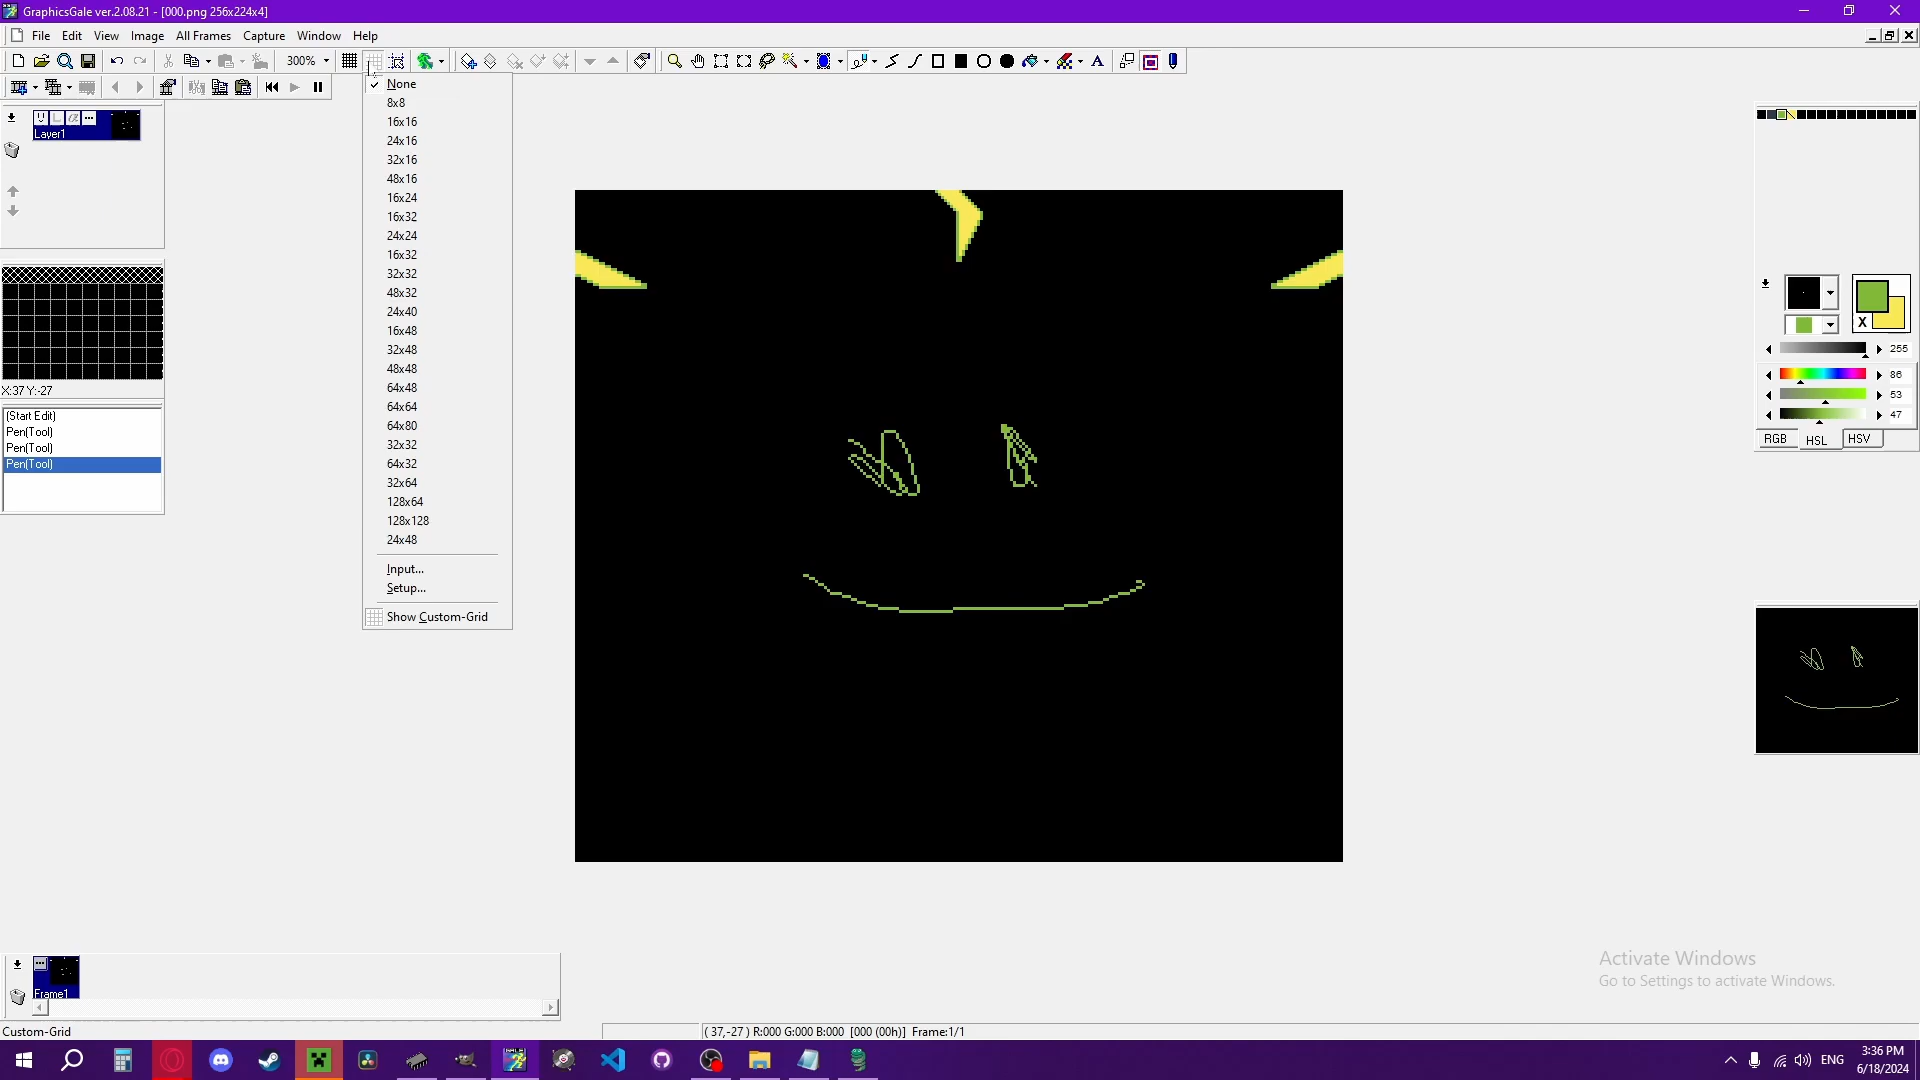 GraphicsGale ver.2.08.21 - [000.png 256x224x4]
File Edit View Image All Frames Capture Window Help
300%
None
8x8
16x16
24x16
32x16
48x16
16x24
16x32
24x24
16x32
32x32
48x32
24x40
16x48
32x48
48x48
64x48
64x64
64x80
32x32
64x32
32x64
128x64
128x128
24x48
Input...
Setup...
Show Custom-Grid
Layer1
X:37 Y:-27
(Start Edit)
Pen(Tool)
Pen(Tool)
Pen(Tool)
X
255
86
53
47
RGB HSL HSV
Activate Windows
Go to Settings to activate Windows.
Frame1
Custom-Grid
( 37,-27 ) R:000 G:000 B:000 [000 (00h)] Frame:1/1
ENG
3:36 PM
6/18/2024